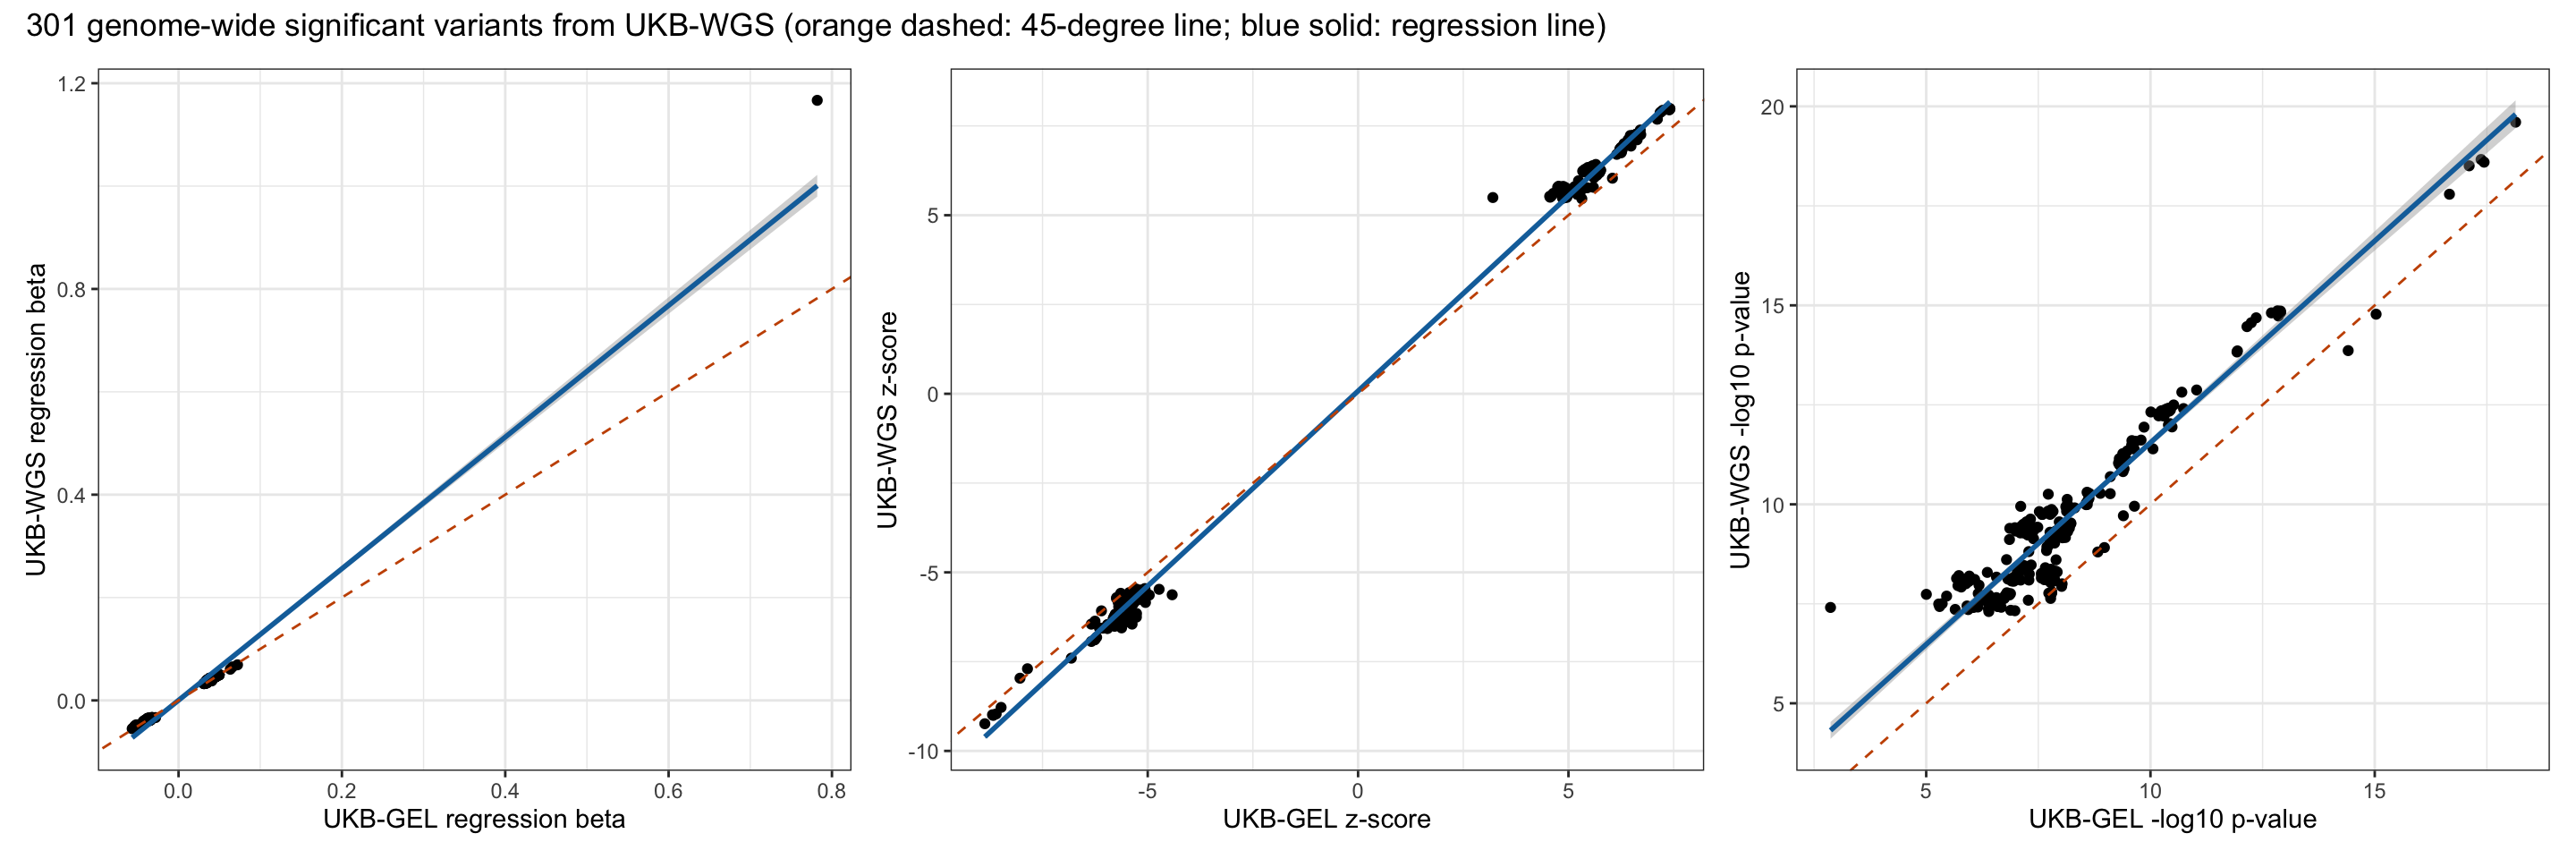 301 genome-wide significant variants from UKB-WGS (orange dashed: 45-degree line; blue solid: regression line)
UKB-WGS regression beta
1.2
0.8
0.4
0.0
0.0 0.2 0.4 0.6 0.8
UKB-GEL regression beta
UKB-WGS z-score
5
0
-5
-10
-5 0 5
UKB-GEL z-score
UKB-WGS -log10 p-value
20
15
10
5
5 10 15
UKB-GEL -log10 p-value